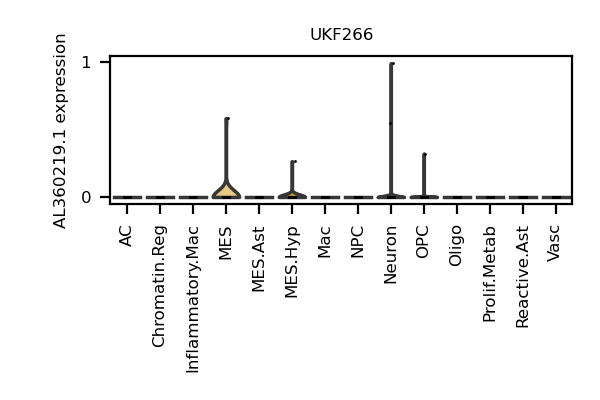 UKF266
AL360219.1 expression
1
0
AC
Chromatin.Reg
Inflammatory.Mac
MES
MES.Ast
MES.Hyp
Mac
NPC
Neuron
OPC
Oligo
Prolif.Metab
Reactive.Ast
Vasc